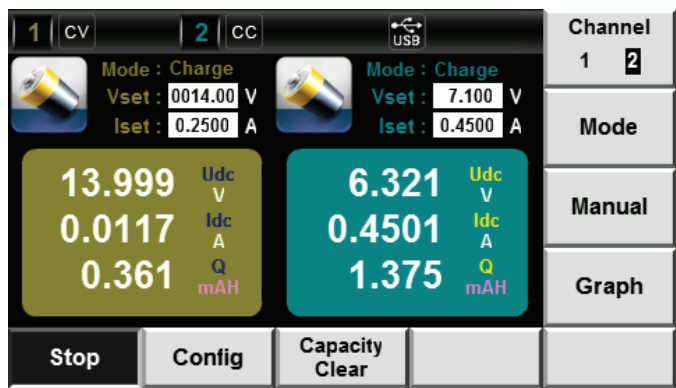 1 CV 2 CC USB
Mode : Charge
Vset : 0014.00 V
Iset : 0.2500 A
Mode : Charge
Vset : 7.100 V
Iset : 0.4500 A
13.999 Udc V
0.0117 Idc A
0.361 Q mAH
6.321 Udc V
0.4501 Idc A
1.375 Q mAH
Channel
1 2
Mode
Manual
Graph
Stop
Config
Capacity
Clear